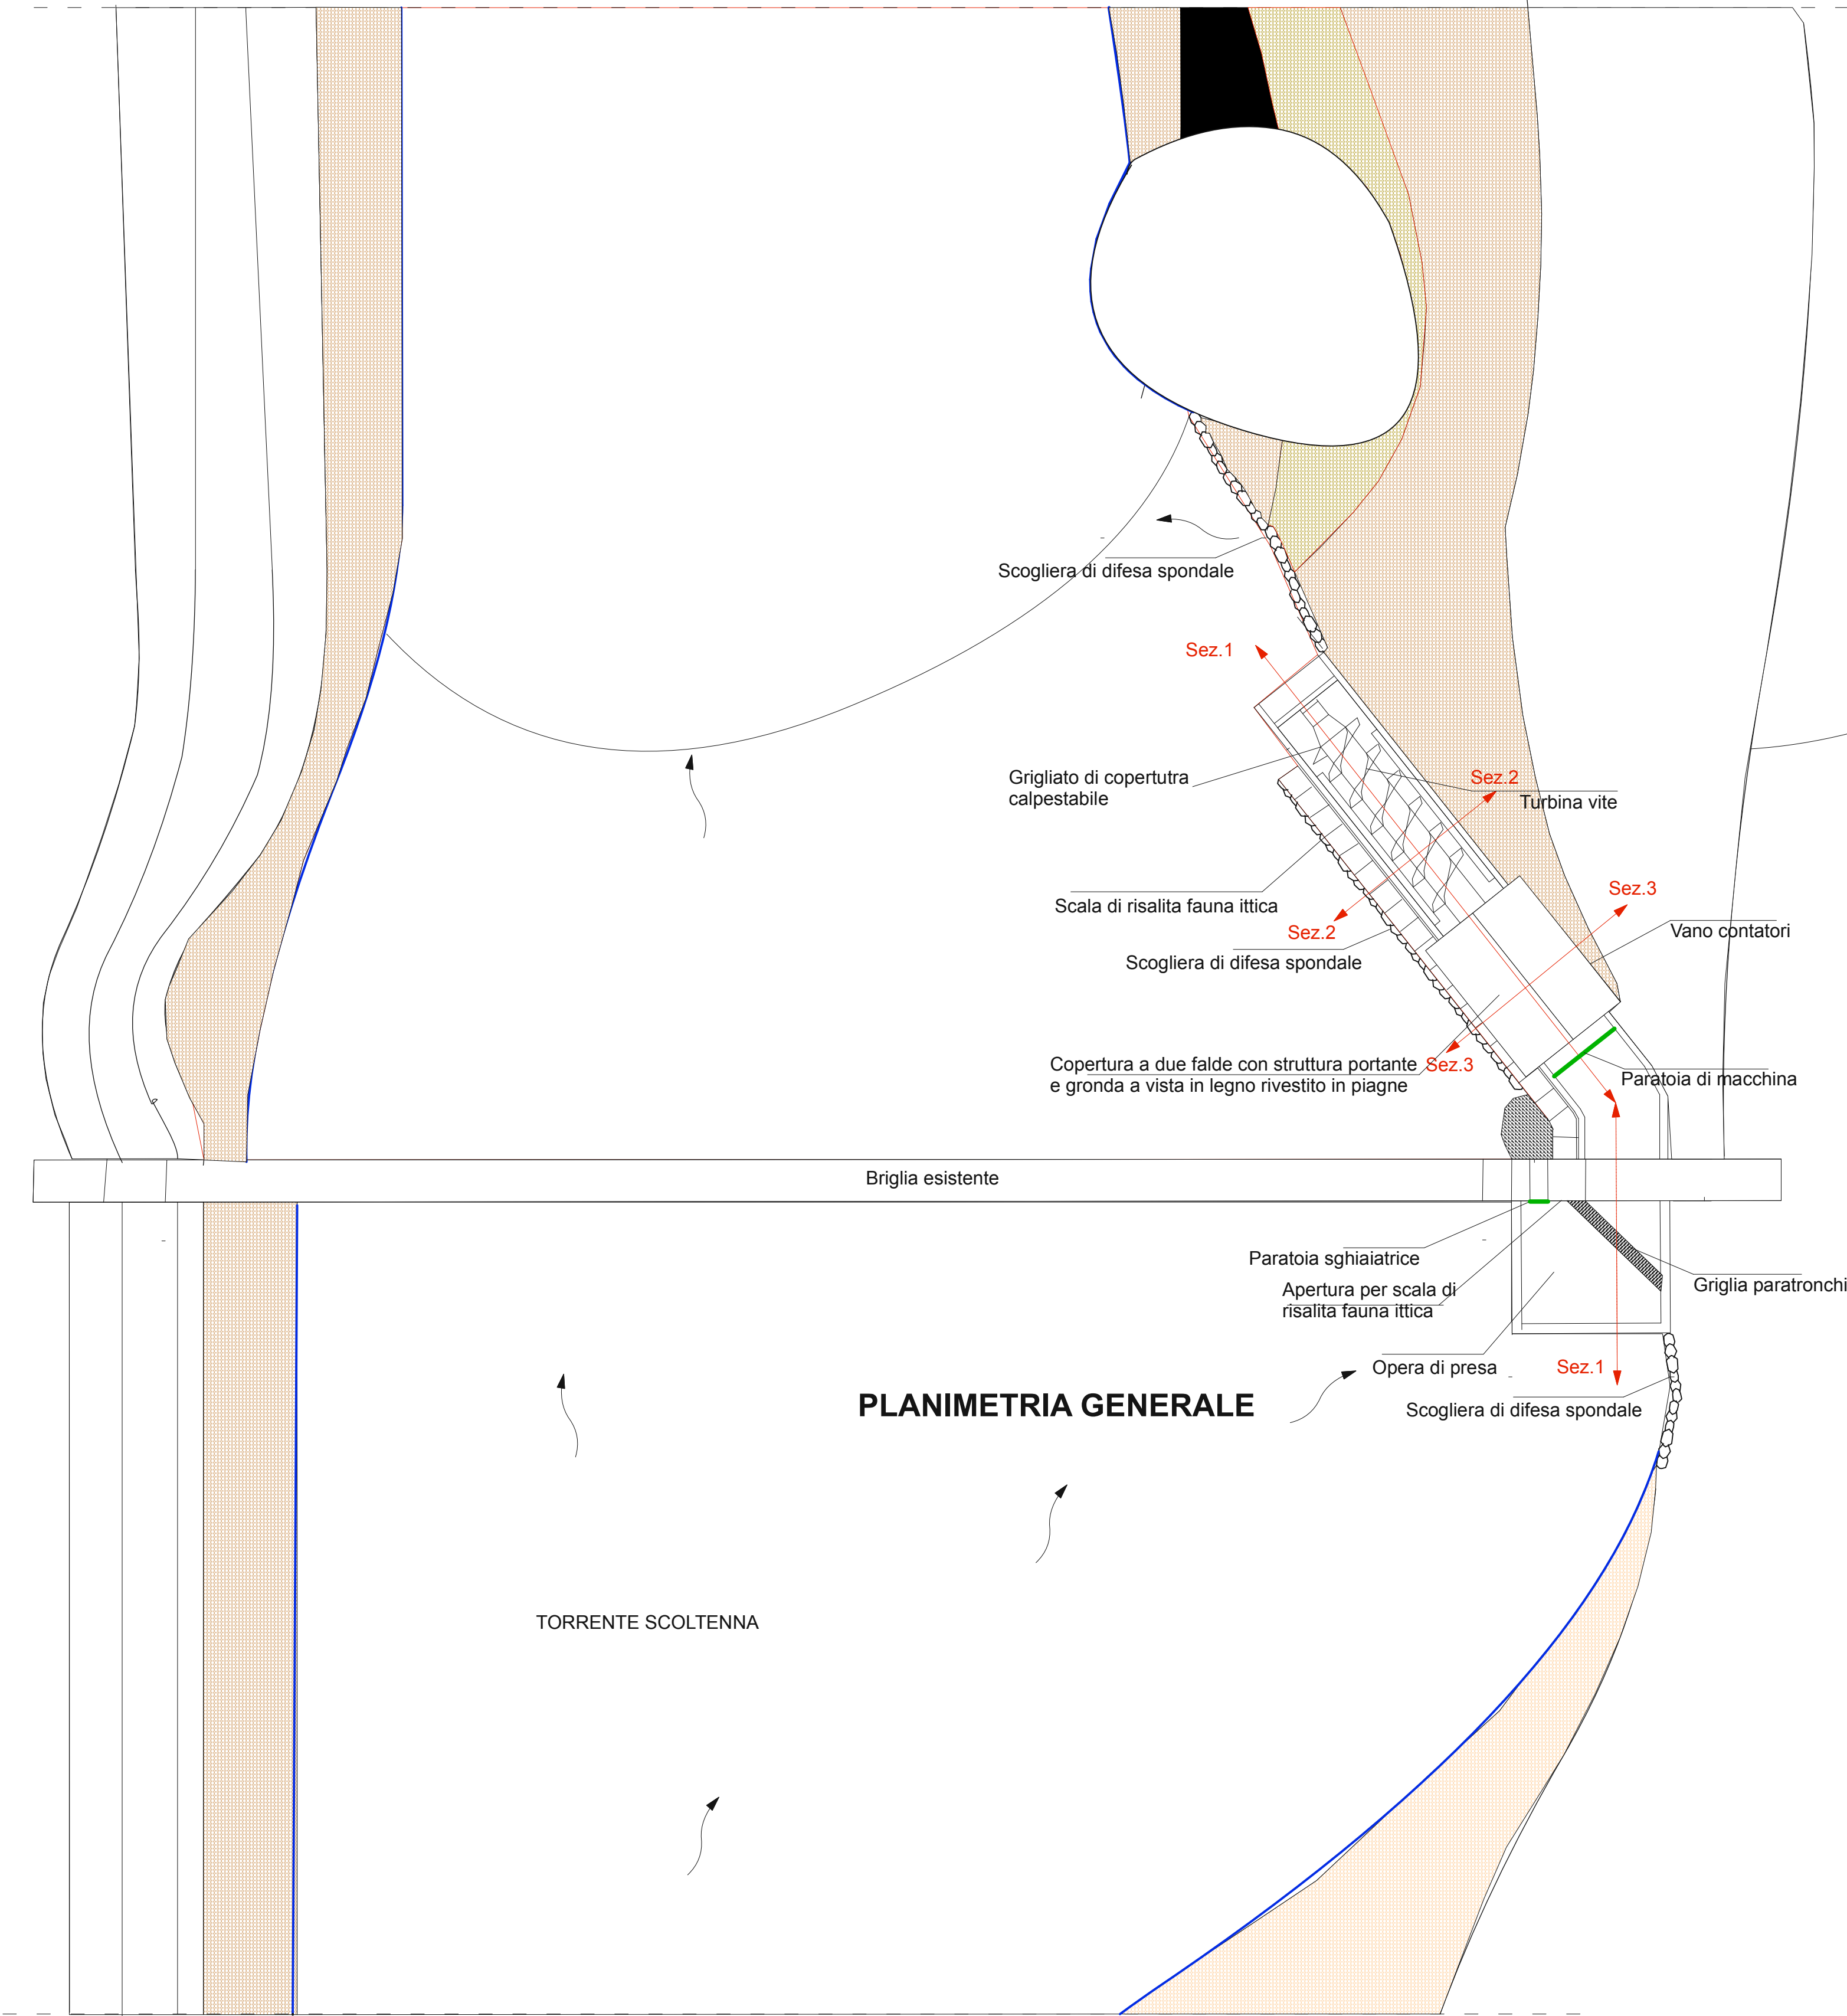 Scogliera di difesa spondale
Sez.1
Grigliato di copertutra
calpestabile
Sez.2
Turbina vite
Scala di risalita fauna ittica
Sez.3
Sez.2
Vano contatori
Scogliera di difesa spondale
Copertura a due falde con struttura portante
e gronda a vista in legno rivestito in piagne
Sez.3
Paratoia di macchina
Briglia esistente
Paratoia sghiaiatrice
Apertura per scala di
risalita fauna ittica
Griglia paratronchi
Opera di presa
Sez.1
PLANIMETRIA GENERALE
Scogliera di difesa spondale
TORRENTE SCOLTENNA